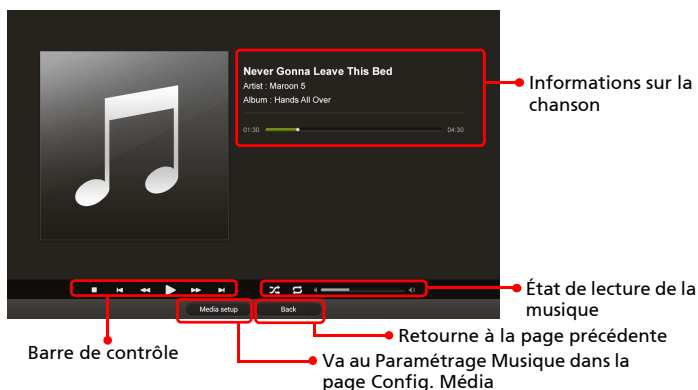 Never Gonna Leave This Bed
Artist : Maroon 5
Album : Hands All Over
01:30
04:30
Informations sur la
chanson
Media setup
Back
État de lecture de la
musique
Retourne à la page précédente
Barre de contrôle
Va au Paramétrage Musique dans la
page Config. Média